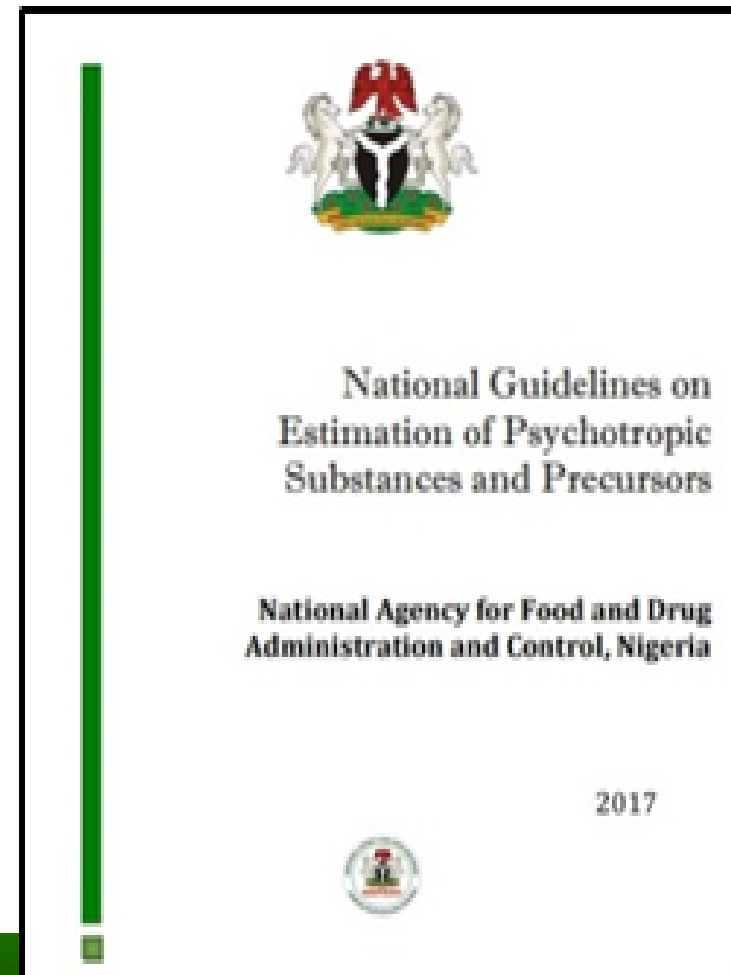 National Guidelines on
Estimation of Psychotropic
Substances and Precursors
National Agency for Food and Drug
Administration and Control, Nigeria
2017